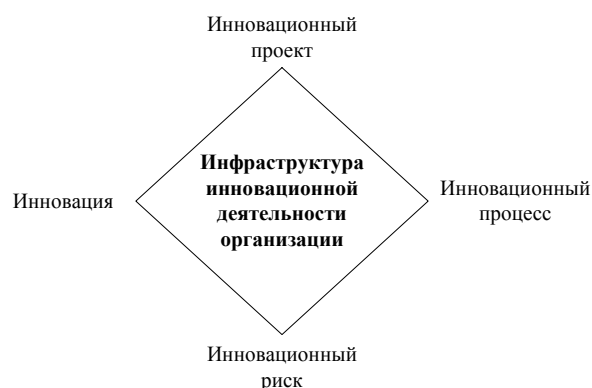 Инновационный
проект
Инфраструктура
инновационной
деятельности
организации
Инновация
Инновационный
процесс
Инновационный
риск